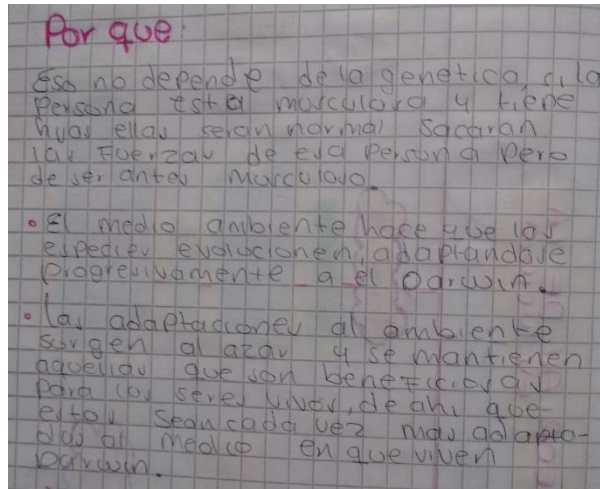 Por que:
Eso no depende de la genetica, si la
Persona esta musculosa y tiene
hijas ellas seran normal sacaran
las Fuerzas de esa Persona Pero
de ser antes musculoso.
• El medio ambiente hace que las
especies evolucionen, adaptandose
progresivamente a el Darwin.
• las adaptaciones al ambiente
surgen al azar y se mantienen
aquellas que son beneficiosas
para los seres vivos, de ahi que
estos sean cada vez mas adapta-
dos al medio en que viven
Darwin.